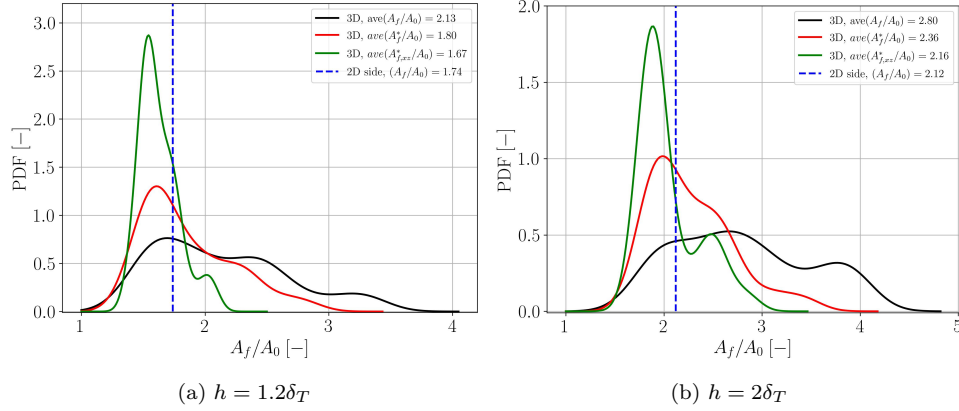 3D, ave(A_f/A_0) = 2.13
3D, ave(A*_f/A_0) = 1.80
3D, ave(A*_{f,xz}/A_0) = 1.67
2D side, (A_f/A_0) = 1.74
PDF [−]
3.0
2.5
2.0
1.5
1.0
0.5
0.0
1 2 3 4
A_f/A_0 [−]
(a) h = 1.2δ_T
3D, ave(A_f/A_0) = 2.80
3D, ave(A*_f/A_0) = 2.36
3D, ave(A*_{f,xz}/A_0) = 2.16
2D side, (A_f/A_0) = 2.12
PDF [−]
2.0
1.5
1.0
0.5
0.0
1 2 3 4 5
A_f/A_0 [−]
(b) h = 2δ_T